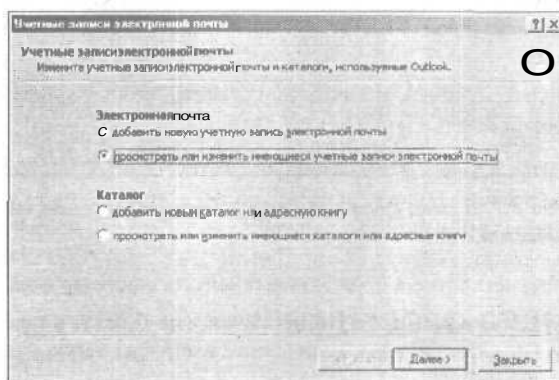 Учетные записи электронной почты ? x
Учетные записиэлектроннойпочты
Измените учетные записиэлектронной почты и каталоги, используемые Outlook.
О
Электроннаяпочта
С добавить новую учетную запись электронной почты
просмотреть или изменить имеющиеся учетные записи электронной почты
Каталог
добавить новый каталог или адресную книгу
просмотреть или изменить имеющиеся каталоги или адресные книги
Далее > Закрыть